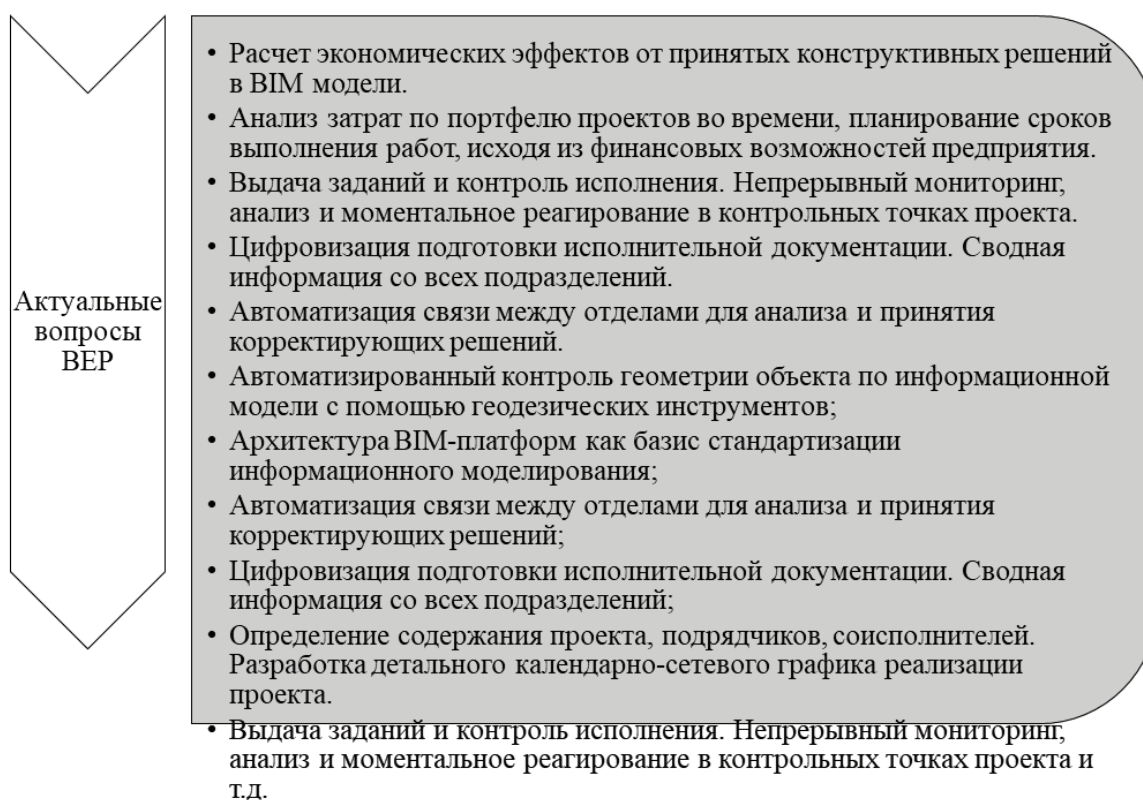 Актуальные
вопросы
BEP
• Расчет экономических эффектов от принятых конструктивных решений
в BIM модели.
• Анализ затрат по портфелю проектов во времени, планирование сроков
выполнения работ, исходя из финансовых возможностей предприятия.
• Выдача заданий и контроль исполнения. Непрерывный мониторинг,
анализ и моментальное реагирование в контрольных точках проекта.
• Цифровизация подготовки исполнительной документации. Сводная
информация со всех подразделений.
• Автоматизация связи между отделами для анализа и принятия
корректирующих решений.
• Автоматизированный контроль геометрии объекта по информационной
модели с помощью геодезических инструментов;
• Архитектура BIM-платформ как базис стандартизации
информационного моделирования;
• Автоматизация связи между отделами для анализа и принятия
корректирующих решений;
• Цифровизация подготовки исполнительной документации. Сводная
информация со всех подразделений;
• Определение содержания проекта, подрядчиков, соисполнителей.
Разработка детального календарно-сетевого графика реализации
проекта.
• Выдача заданий и контроль исполнения. Непрерывный мониторинг,
анализ и моментальное реагирование в контрольных точках проекта и
т.д.